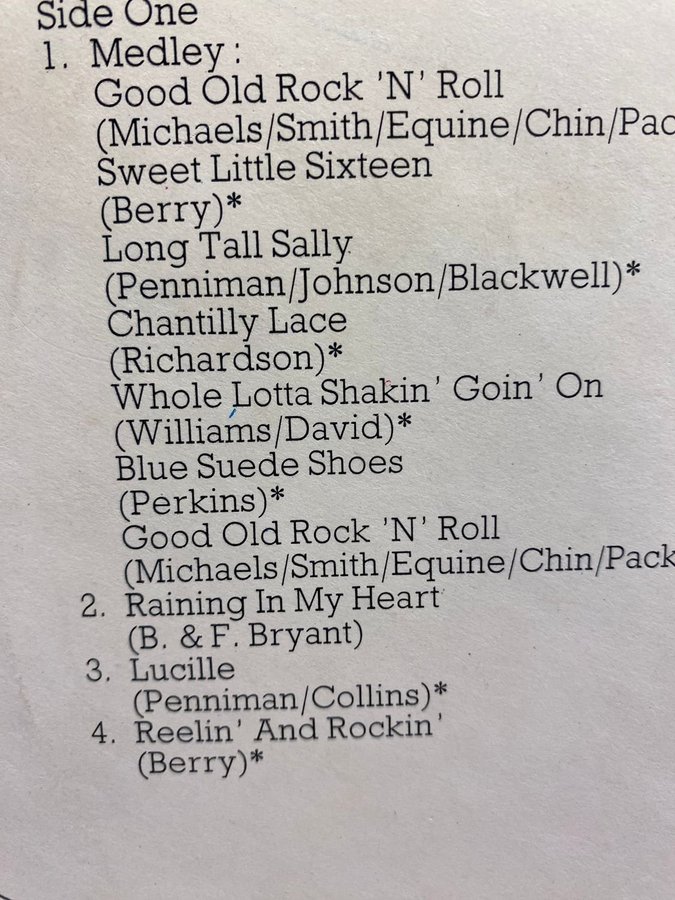 Side One
1. Medley :
Good Old Rock 'N' Roll
(Michaels/Smith/Equine/Chin/Pac
Sweet Little Sixteen
(Berry)*
Long Tall Sally
(Penniman/Johnson/Blackwell)*
Chantilly Lace
(Richardson)*
Whole Lotta Shakin' Goin' On
(Williams/David)*
Blue Suede Shoes
(Perkins)*
Good Old Rock 'N' Roll
(Michaels/Smith/Equine/Chin/Pack
2. Raining In My Heart
(B. & F. Bryant)
3. Lucille
(Penniman/Collins)*
4. Reelin' And Rockin'
(Berry)*